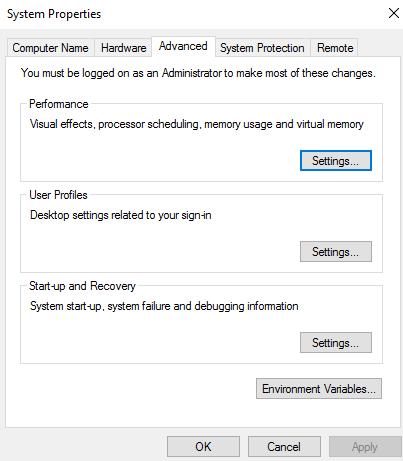 System Properties
Computer Name Hardware Advanced System Protection Remote
You must be logged on as an Administrator to make most of these changes.
Performance
Visual effects, processor scheduling, memory usage and virtual memory
Settings...
User Profiles
Desktop settings related to your sign-in
Settings...
Start-up and Recovery
System start-up, system failure and debugging information
Settings...
Environment Variables...
OK Cancel Apply